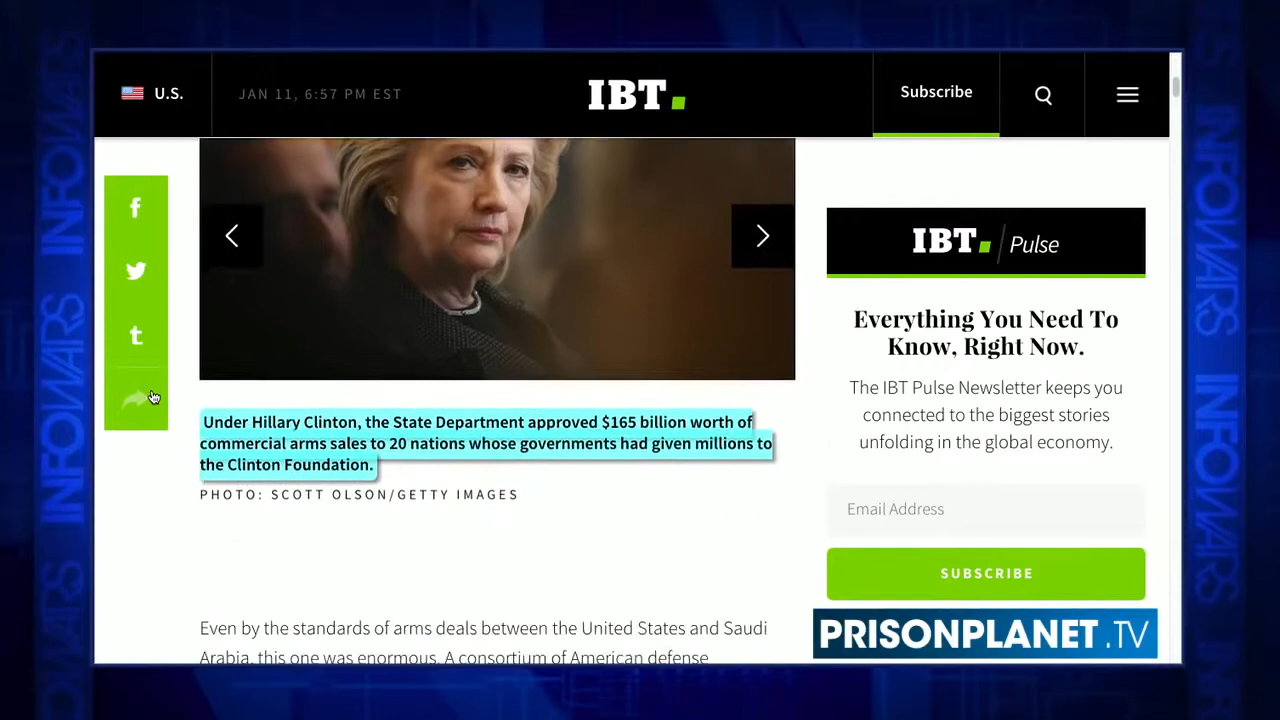 U.S.
JAN 11, 6:57 PM EST
IBT.
Subscribe
f
t
IBT. / Pulse
Everything You Need To
Know, Right Now.
The IBT Pulse Newsletter keeps you
connected to the biggest stories
unfolding in the global economy.
Email Address
SUBSCRIBE
Under Hillary Clinton, the State Department approved $165 billion worth of
commercial arms sales to 20 nations whose governments had given millions to
the Clinton Foundation.
PHOTO: SCOTT OLSON/GETTY IMAGES
Even by the standards of arms deals between the United States and Saudi
Arabia, this one was enormous. A consortium of American defense
PRISONPLANET.TV
INFOWARS
INFOWARS
INFOWARS
INFOWARS